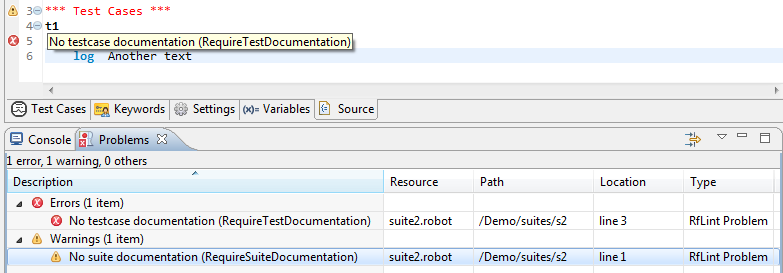 3 *** Test Cases ***
4 t1
5 No testcase documentation (RequireTestDocumentation)
6 log Another text
Test Cases Keywords Settings (x)= Variables Source
Console Problems
1 error, 1 warning, 0 others
Description Resource Path Location Type
Errors (1 item)
No testcase documentation (RequireTestDocumentation) suite2.robot /Demo/suites/s2 line 3 RfLint Problem
Warnings (1 item)
No suite documentation (RequireSuiteDocumentation) suite2.robot /Demo/suites/s2 line 1 RfLint Problem